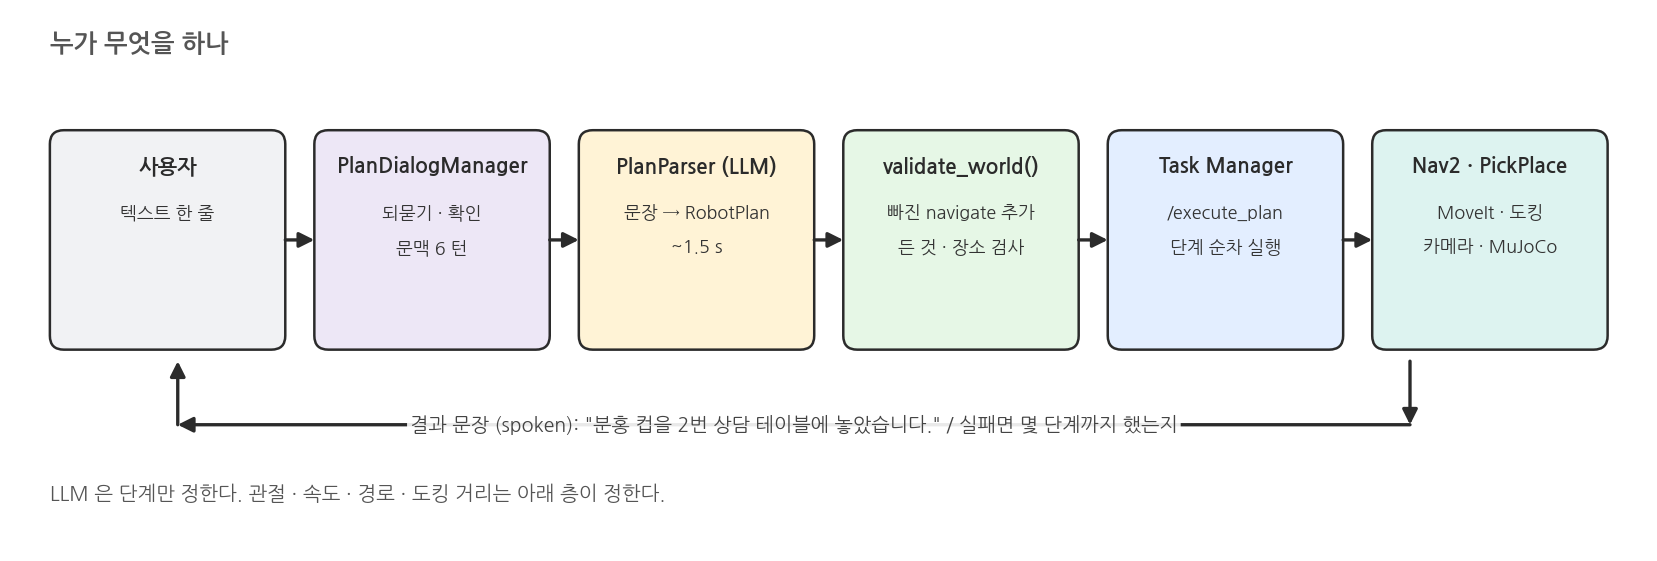 누가 무엇을 하나
사용자
텍스트 한 줄
PlanDialogManager
되묻기 · 확인
문맥 6 턴
PlanParser (LLM)
문장 → RobotPlan
~1.5 s
validate_world()
빠진 navigate 추가
든 것 · 장소 검사
Task Manager
/execute_plan
단계 순차 실행
Nav2 · PickPlace
MoveIt · 도킹
카메라 · MuJoCo
결과 문장 (spoken): "분홍 컵을 2번 상담 테이블에 놓았습니다." / 실패면 몇 단계까지 했는지
LLM 은 단계만 정한다. 관절 · 속도 · 경로 · 도킹 거리는 아래 층이 정한다.